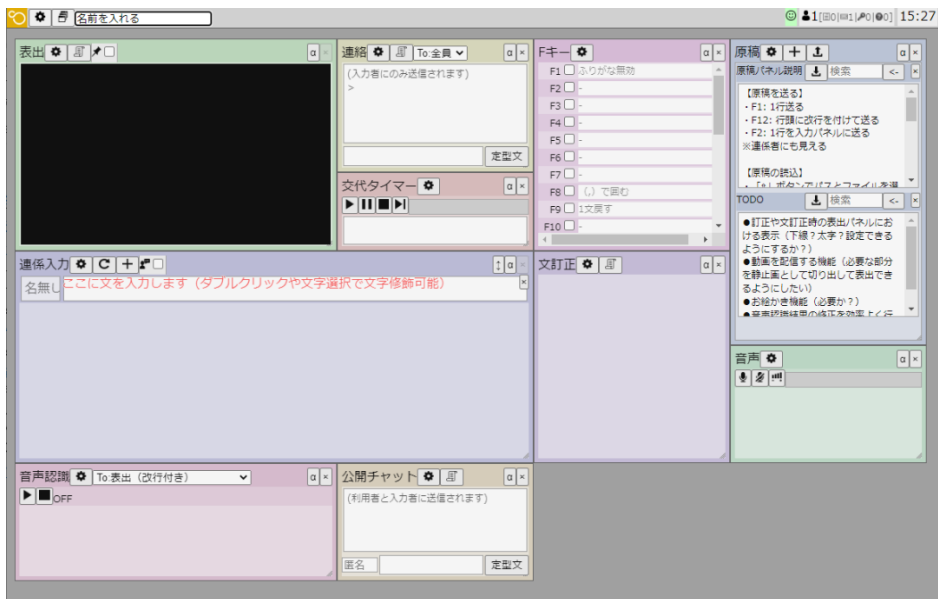 名前を入れる
1[0|1|0|0] 15:27
表出
α ×
連絡 To:全員 α ×
(入力者にのみ送信されます)
>
定型文
交代タイマー α ×
Fキー α ×
F1 ふりがな無効
F2 -
F3 -
F4 -
F5 -
F6 -
F7 -
F8 （,）で囲む
F9 1文戻す
F10 -
原稿 α ×
原稿パネル説明 検索 <- ×
【原稿を送る】
・F1: 1行送る
・F12: 行頭に改行を付けて送る
・F2: 1行を入力パネルに送る
※連係者にも見える
【原稿の読込】
TODO 検索 <- ×
●訂正や文訂正時の表出パネルにお
ける表示（下線？太字？設定できる
ようにするか？）
●動画を配信する機能（必要な部分
を静止画として切り出して表出でき
るようにしたい）
●お絵かき機能（必要か？）
●音声認識結果の修正を効率よく行
連係入力 C ↕ α ×
名無し ここに文を入力します（ダブルクリックや文字選択で文字修飾可能） ×
文訂正 α ×
音声 α ×
音声認識 To:表出（改行付き） α ×
OFF
公開チャット α ×
(利用者と入力者に送信されます)
匿名 定型文